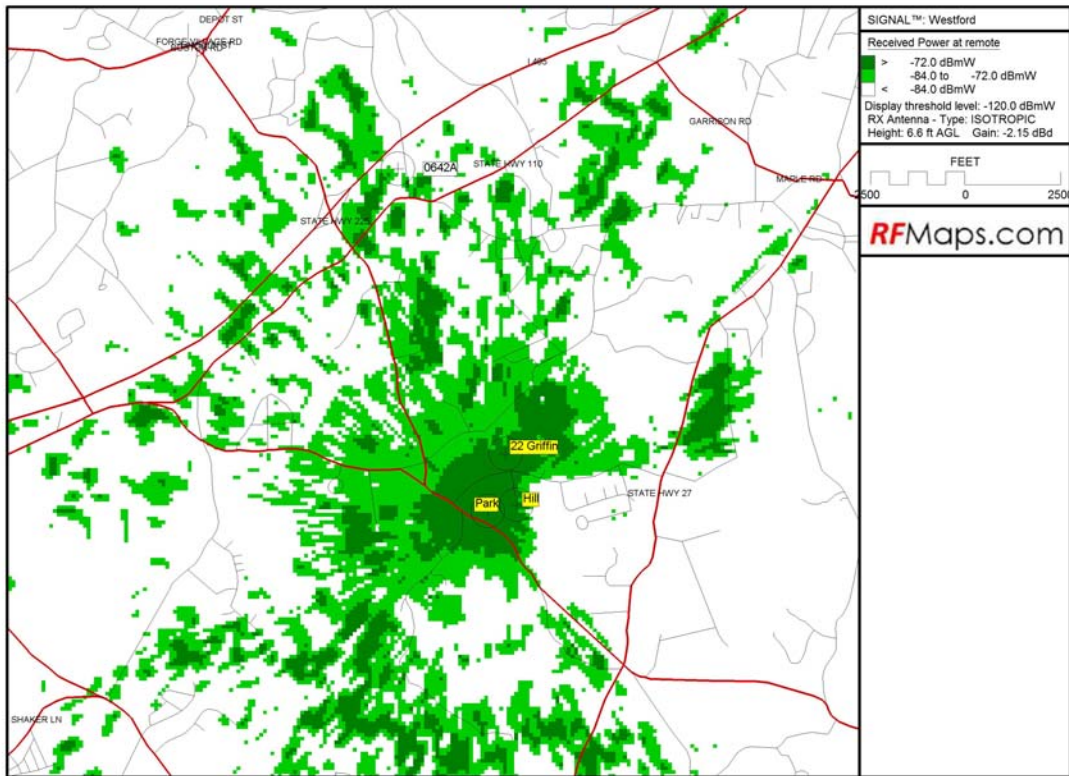 DEPOT ST
FORGE VILLAGE RD
BOSTON RD
I 495
GARRISON RD
0642A
STATE HWY 110
MAPLE RD
STATE HWY 225
22 Griffin
Park
Hill
STATE HWY 27
SHAKER LN
SIGNAL™: Westford
Received Power at remote
> -72.0 dBmW
-84.0 to -72.0 dBmW
< -84.0 dBmW
Display threshold level: -120.0 dBmW
RX Antenna - Type: ISOTROPIC
Height: 6.6 ft AGL Gain: -2.15 dBd
FEET
2500 0 2500
RFMaps.com